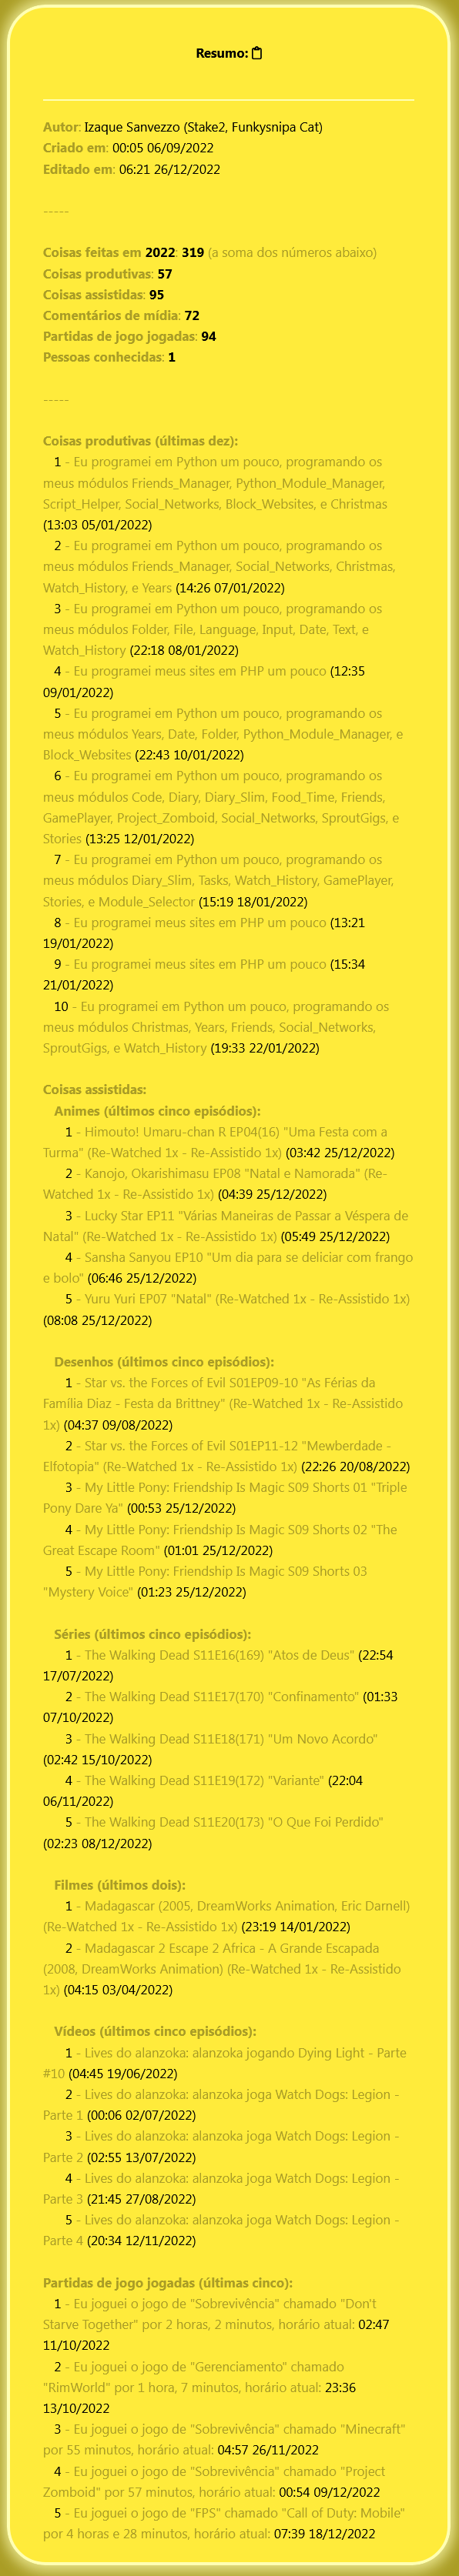 Resumo:
Autor: Izaque Sanvezzo (Stake2, Funkysnipa Cat)
Criado em: 00:05 06/09/2022
Editado em: 06:21 26/12/2022
-----
Coisas feitas em 2022: 319 (a soma dos números abaixo)
Coisas produtivas: 57
Coisas assistidas: 95
Comentários de mídia: 72
Partidas de jogo jogadas: 94
Pessoas conhecidas: 1
-----
Coisas produtivas (últimas dez):
1 - Eu programei em Python um pouco, programando os
meus módulos Friends_Manager, Python_Module_Manager,
Script_Helper, Social_Networks, Block_Websites, e Christmas
(13:03 05/01/2022)
2 - Eu programei em Python um pouco, programando os
meus módulos Friends_Manager, Social_Networks, Christmas,
Watch_History, e Years (14:26 07/01/2022)
3 - Eu programei em Python um pouco, programando os
meus módulos Folder, File, Language, Input, Date, Text, e
Watch_History (22:18 08/01/2022)
4 - Eu programei meus sites em PHP um pouco (12:35
09/01/2022)
5 - Eu programei em Python um pouco, programando os
meus módulos Years, Date, Folder, Python_Module_Manager, e
Block_Websites (22:43 10/01/2022)
6 - Eu programei em Python um pouco, programando os
meus módulos Code, Diary, Diary_Slim, Food_Time, Friends,
GamePlayer, Project_Zomboid, Social_Networks, SproutGigs, e
Stories (13:25 12/01/2022)
7 - Eu programei em Python um pouco, programando os
meus módulos Diary_Slim, Tasks, Watch_History, GamePlayer,
Stories, e Module_Selector (15:19 18/01/2022)
8 - Eu programei meus sites em PHP um pouco (13:21
19/01/2022)
9 - Eu programei meus sites em PHP um pouco (15:34
21/01/2022)
10 - Eu programei em Python um pouco, programando os
meus módulos Christmas, Years, Friends, Social_Networks,
SproutGigs, e Watch_History (19:33 22/01/2022)
Coisas assistidas:
Animes (últimos cinco episódios):
1 - Himouto! Umaru-chan R EP04(16) "Uma Festa com a
Turma" (Re-Watched 1x - Re-Assistido 1x) (03:42 25/12/2022)
2 - Kanojo, Okarishimasu EP08 "Natal e Namorada" (Re-
Watched 1x - Re-Assistido 1x) (04:39 25/12/2022)
3 - Lucky Star EP11 "Várias Maneiras de Passar a Véspera de
Natal" (Re-Watched 1x - Re-Assistido 1x) (05:49 25/12/2022)
4 - Sansha Sanyou EP10 "Um dia para se deliciar com frango
e bolo" (06:46 25/12/2022)
5 - Yuru Yuri EP07 "Natal" (Re-Watched 1x - Re-Assistido 1x)
(08:08 25/12/2022)
Desenhos (últimos cinco episódios):
1 - Star vs. the Forces of Evil S01EP09-10 "As Férias da
Família Diaz - Festa da Brittney" (Re-Watched 1x - Re-Assistido
1x) (04:37 09/08/2022)
2 - Star vs. the Forces of Evil S01EP11-12 "Mewberdade -
Elfotopia" (Re-Watched 1x - Re-Assistido 1x) (22:26 20/08/2022)
3 - My Little Pony: Friendship Is Magic S09 Shorts 01 "Triple
Pony Dare Ya" (00:53 25/12/2022)
4 - My Little Pony: Friendship Is Magic S09 Shorts 02 "The
Great Escape Room" (01:01 25/12/2022)
5 - My Little Pony: Friendship Is Magic S09 Shorts 03
"Mystery Voice" (01:23 25/12/2022)
Séries (últimos cinco episódios):
1 - The Walking Dead S11E16(169) "Atos de Deus" (22:54
17/07/2022)
2 - The Walking Dead S11E17(170) "Confinamento" (01:33
07/10/2022)
3 - The Walking Dead S11E18(171) "Um Novo Acordo"
(02:42 15/10/2022)
4 - The Walking Dead S11E19(172) "Variante" (22:04
06/11/2022)
5 - The Walking Dead S11E20(173) "O Que Foi Perdido"
(02:23 08/12/2022)
Filmes (últimos dois):
1 - Madagascar (2005, DreamWorks Animation, Eric Darnell)
(Re-Watched 1x - Re-Assistido 1x) (23:19 14/01/2022)
2 - Madagascar 2 Escape 2 Africa - A Grande Escapada
(2008, DreamWorks Animation) (Re-Watched 1x - Re-Assistido
1x) (04:15 03/04/2022)
Vídeos (últimos cinco episódios):
1 - Lives do alanzoka: alanzoka jogando Dying Light - Parte
#10 (04:45 19/06/2022)
2 - Lives do alanzoka: alanzoka joga Watch Dogs: Legion -
Parte 1 (00:06 02/07/2022)
3 - Lives do alanzoka: alanzoka joga Watch Dogs: Legion -
Parte 2 (02:55 13/07/2022)
4 - Lives do alanzoka: alanzoka joga Watch Dogs: Legion -
Parte 3 (21:45 27/08/2022)
5 - Lives do alanzoka: alanzoka joga Watch Dogs: Legion -
Parte 4 (20:34 12/11/2022)
Partidas de jogo jogadas (últimas cinco):
1 - Eu joguei o jogo de "Sobrevivência" chamado "Don't
Starve Together" por 2 horas, 2 minutos, horário atual: 02:47
11/10/2022
2 - Eu joguei o jogo de "Gerenciamento" chamado
"RimWorld" por 1 hora, 7 minutos, horário atual: 23:36
13/10/2022
3 - Eu joguei o jogo de "Sobrevivência" chamado "Minecraft"
por 55 minutos, horário atual: 04:57 26/11/2022
4 - Eu joguei o jogo de "Sobrevivência" chamado "Project
Zomboid" por 57 minutos, horário atual: 00:54 09/12/2022
5 - Eu joguei o jogo de "FPS" chamado "Call of Duty: Mobile"
por 4 horas e 28 minutos, horário atual: 07:39 18/12/2022